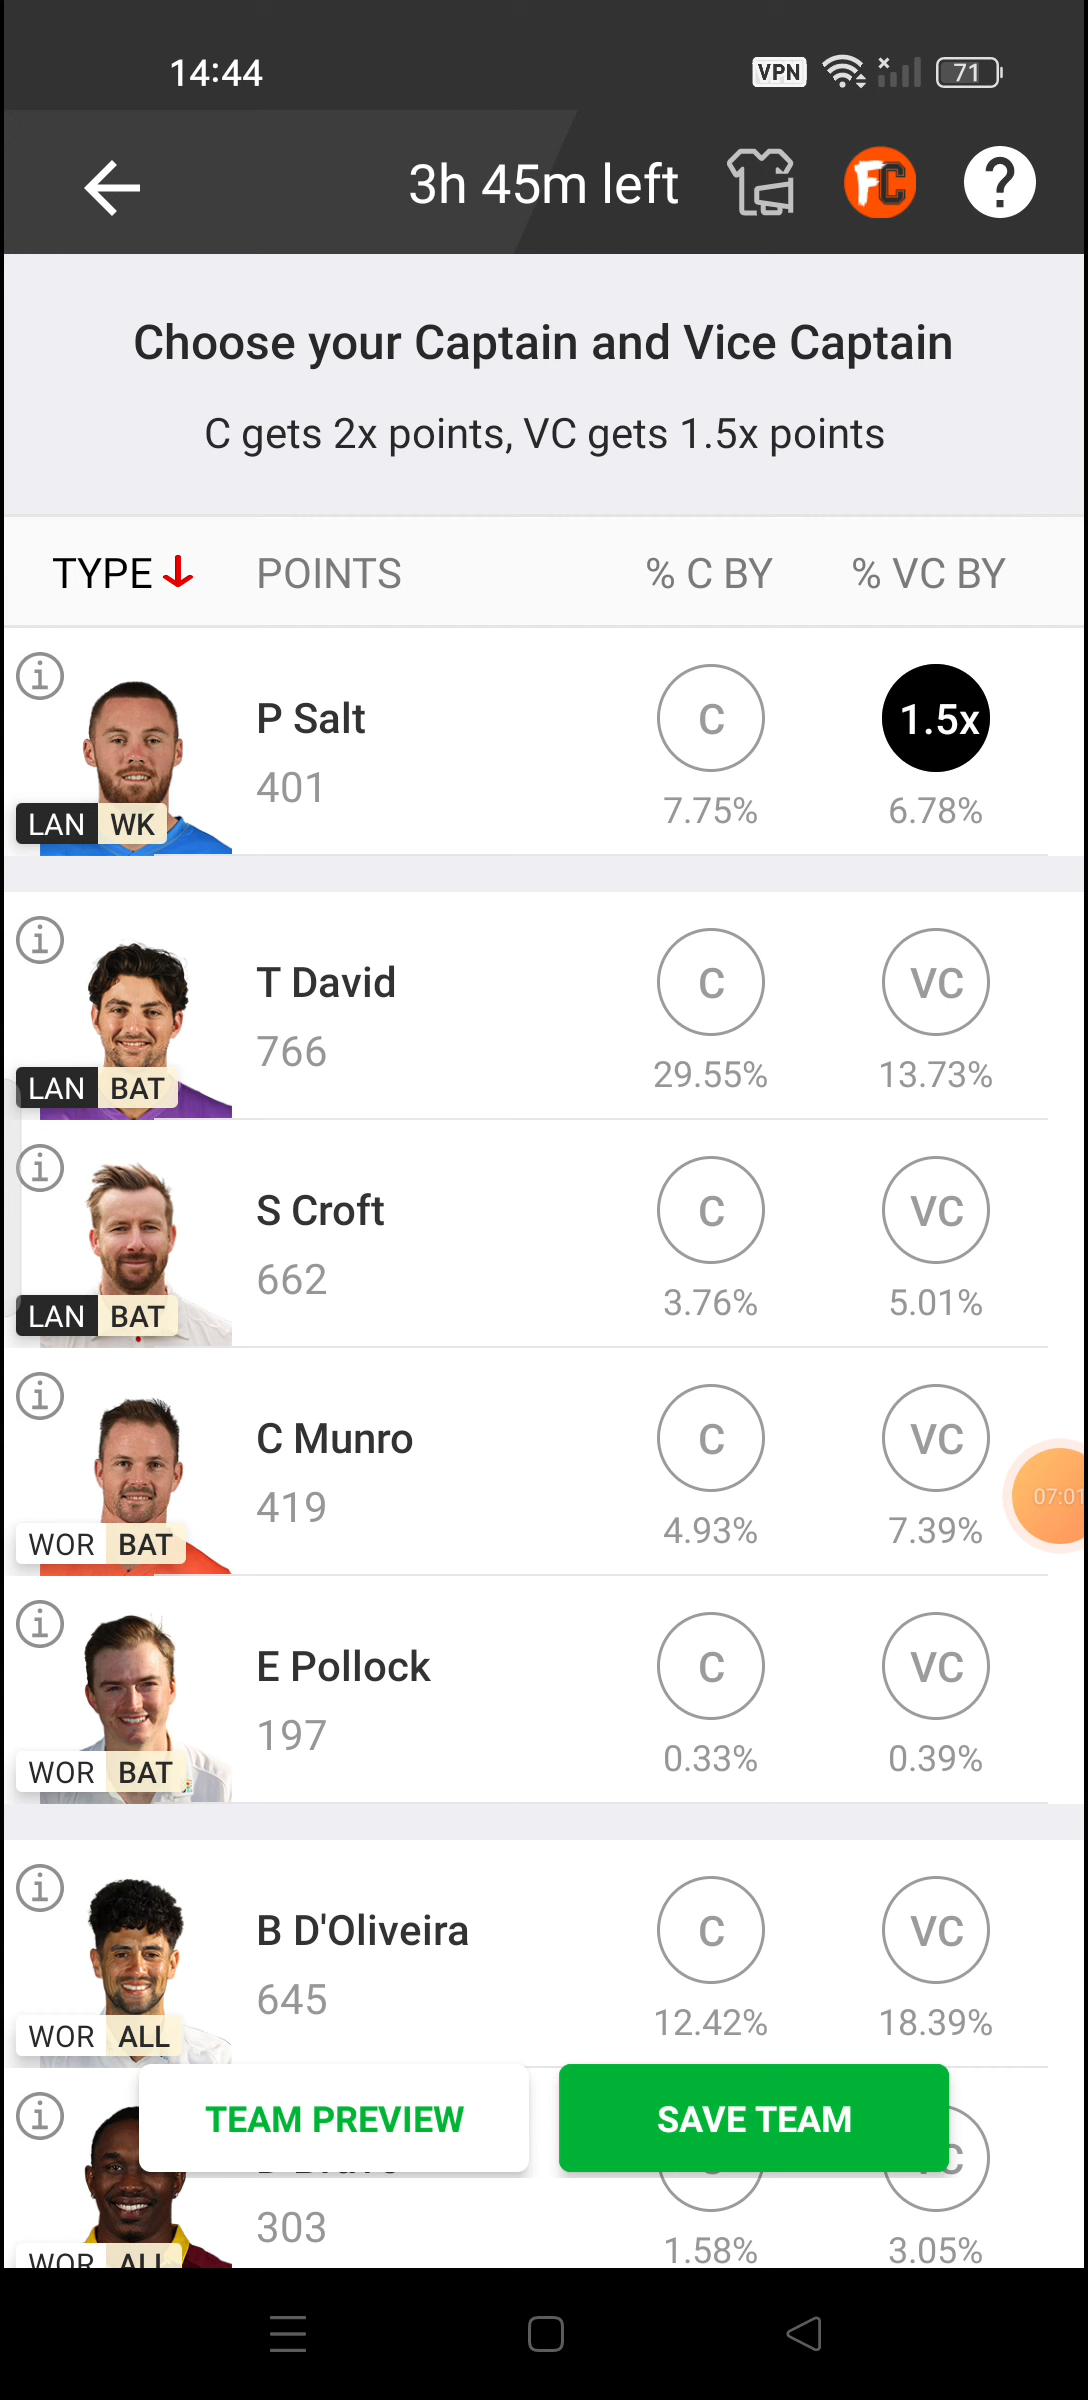 14:44
VPN
71
3h 45m left
FC
?
Choose your Captain and Vice Captain
C gets 2x points, VC gets 1.5x points
TYPE POINTS % C BY % VC BY
P Salt C 1.5x
401 7.75% 6.78%
LAN WK
T David C VC
766 29.55% 13.73%
LAN BAT
S Croft C VC
662 3.76% 5.01%
LAN BAT
C Munro C VC
419 4.93% 7.39%
WOR BAT
07:01
E Pollock C VC
197 0.33% 0.39%
WOR BAT
B D'Oliveira C VC
645 12.42% 18.39%
WOR ALL
TEAM PREVIEW SAVE TEAM
303 1.58% 3.05%
WOR ALL